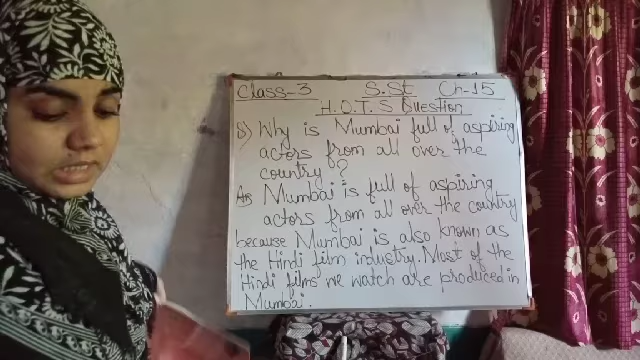 Class-3 S.St Ch-15
H.O.T.S Question
Q) Why is Mumbai full of aspiring
actors from all over the
country?
Ans Mumbai is full of aspiring
actors from all over the country
because Mumbai is also known as
the Hindi film industry. Most of the
Hindi films we watch are produced in
Mumbai.